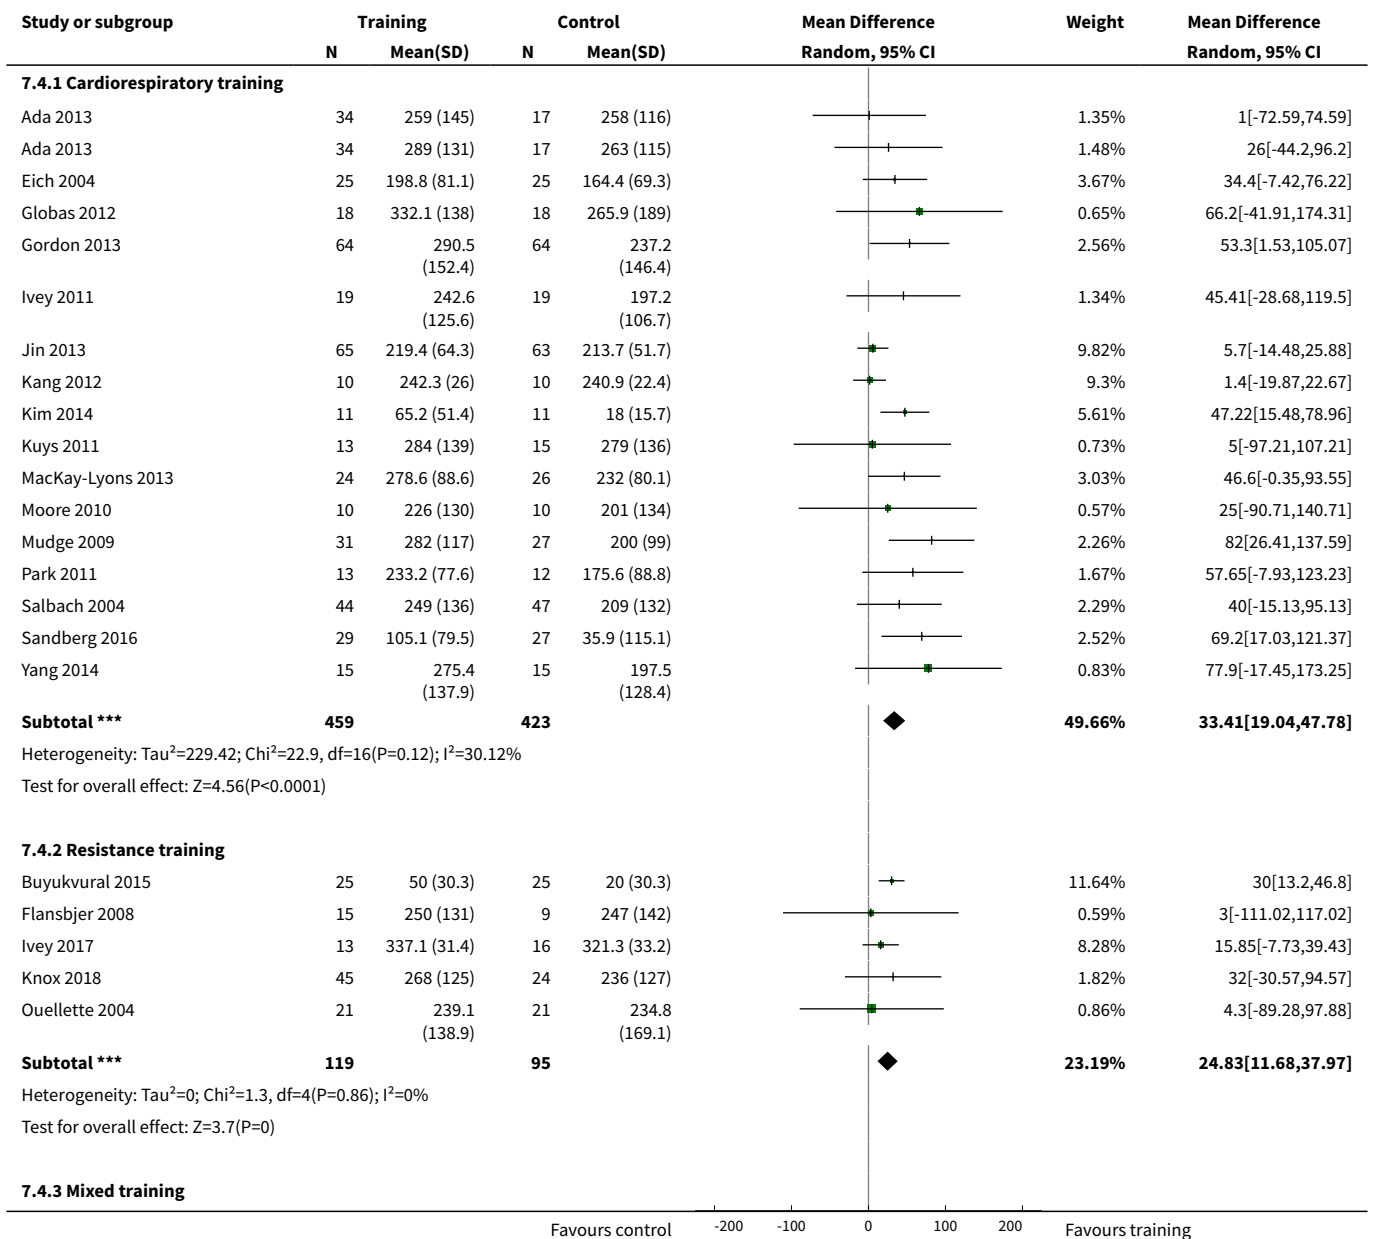 Study or subgroup Training Control Mean Difference Weight Mean Difference
N Mean(SD) N Mean(SD) Random, 95% CI Random, 95% CI
7.4.1 Cardiorespiratory training
Ada 2013 34 259 (145) 17 258 (116) 1.35% 1[-72.59,74.59]
Ada 2013 34 289 (131) 17 263 (115) 1.48% 26[-44.2,96.2]
Eich 2004 25 198.8 (81.1) 25 164.4 (69.3) 3.67% 34.4[-7.42,76.22]
Globas 2012 18 332.1 (138) 18 265.9 (189) 0.65% 66.2[-41.91,174.31]
Gordon 2013 64 290.5 64 237.2 2.56% 53.3[1.53,105.07]
(152.4) (146.4)
Ivey 2011 19 242.6 19 197.2 1.34% 45.41[-28.68,119.5]
(125.6) (106.7)
Jin 2013 65 219.4 (64.3) 63 213.7 (51.7) 9.82% 5.7[-14.48,25.88]
Kang 2012 10 242.3 (26) 10 240.9 (22.4) 9.3% 1.4[-19.87,22.67]
Kim 2014 11 65.2 (51.4) 11 18 (15.7) 5.61% 47.22[15.48,78.96]
Kuys 2011 13 284 (139) 15 279 (136) 0.73% 5[-97.21,107.21]
MacKay-Lyons 2013 24 278.6 (88.6) 26 232 (80.1) 3.03% 46.6[-0.35,93.55]
Moore 2010 10 226 (130) 10 201 (134) 0.57% 25[-90.71,140.71]
Mudge 2009 31 282 (117) 27 200 (99) 2.26% 82[26.41,137.59]
Park 2011 13 233.2 (77.6) 12 175.6 (88.8) 1.67% 57.65[-7.93,123.23]
Salbach 2004 44 249 (136) 47 209 (132) 2.29% 40[-15.13,95.13]
Sandberg 2016 29 105.1 (79.5) 27 35.9 (115.1) 2.52% 69.2[17.03,121.37]
Yang 2014 15 275.4 15 197.5 0.83% 77.9[-17.45,173.25]
(137.9) (128.4)
Subtotal *** 459 423 49.66% 33.41[19.04,47.78]
Heterogeneity: Tau²=229.42; Chi²=22.9, df=16(P=0.12); I²=30.12%
Test for overall effect: Z=4.56(P<0.0001)
7.4.2 Resistance training
Buyukvural 2015 25 50 (30.3) 25 20 (30.3) 11.64% 30[13.2,46.8]
Flansbjer 2008 15 250 (131) 9 247 (142) 0.59% 3[-111.02,117.02]
Ivey 2017 13 337.1 (31.4) 16 321.3 (33.2) 8.28% 15.85[-7.73,39.43]
Knox 2018 45 268 (125) 24 236 (127) 1.82% 32[-30.57,94.57]
Ouellette 2004 21 239.1 21 234.8 0.86% 4.3[-89.28,97.88]
(138.9) (169.1)
Subtotal *** 119 95 23.19% 24.83[11.68,37.97]
Heterogeneity: Tau²=0; Chi²=1.3, df=4(P=0.86); I²=0%
Test for overall effect: Z=3.7(P=0)
7.4.3 Mixed training
Favours control -200 -100 0 100 200 Favours training